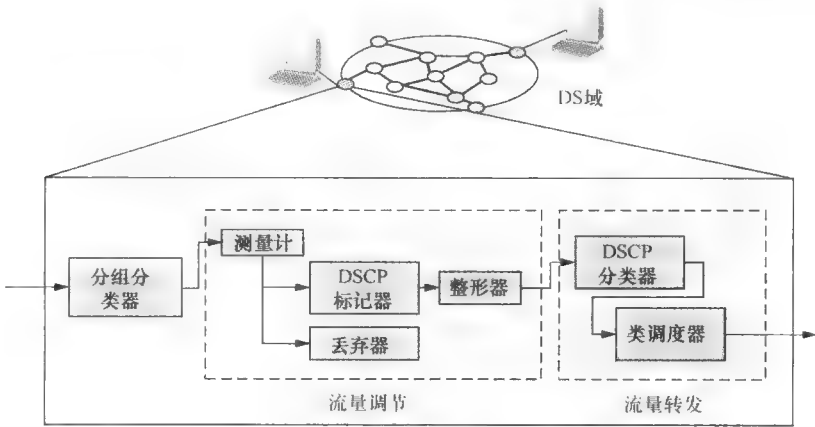 DS域
分组分
类器
测量计
DSCP
标记器
整形器
丢弃器
DSCP
分类器
类调度器
流量调节
流量转发